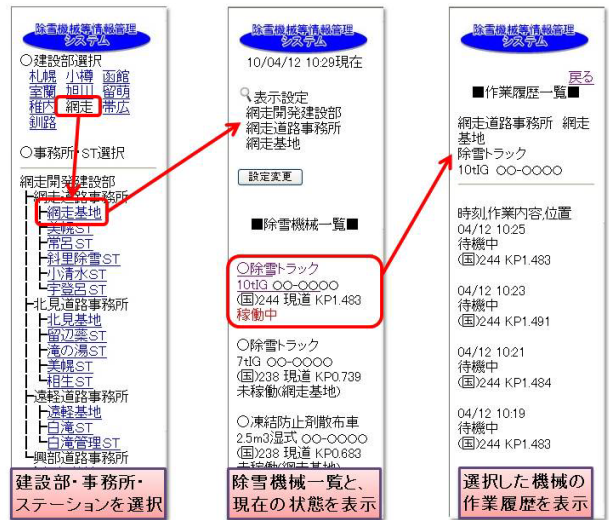 除雪機械等情報管理
システム
○建設部選択
札幌 小樽 函館
室蘭 旭川 留萌
稚内 網走 帯広
釧路
○事務所・ST選択
網走開発建設部
┣網走道路事務所
┃┣網走基地
┃┣美幌ST
┃┣常呂ST
┃┣斜里除雪ST
┃┣小清水ST
┃┗宇登呂ST
┣北見道路事務所
┃┣北見基地
┃┣留辺蘂ST
┃┣滝の湯ST
┃┣美幌ST
┃┗相生ST
┣遠軽道路事務所
┃┣遠軽基地
┃┣白滝ST
┃┗白滝管理ST
┗興部道路事務所
建設部・事務所・
ステーションを選択
除雪機械等情報管理
システム
10/04/12 10:29現在
表示設定
網走開発建設部
網走道路事務所
網走基地
設定変更
■除雪機械一覧■
○除雪トラック
10tIG ○○-○○○○
(国)244 現道 KP1.483
稼働中
○除雪トラック
7tIG ○○-○○○○
(国)238 現道 KP0.739
未稼働(網走基地)
○凍結防止剤散布車
2.5m3湿式 ○○-○○○○
(国)238 現道 KP0.683
未稼働(網走基地)
除雪機械一覧と、
現在の状態を表示
除雪機械等情報管理
システム
戻る
■作業履歴一覧■
網走道路事務所 網走
基地
除雪トラック
10tIG ○○-○○○○
時刻,作業内容,位置
04/12 10:25
待機中
(国)244 KP1.483
04/12 10:23
待機中
(国)244 KP1.491
04/12 10:21
待機中
(国)244 KP1.484
04/12 10:19
待機中
(国)244 KP1.483
選択した機械の
作業履歴を表示